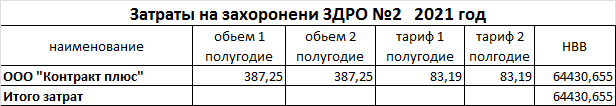 Затраты на захоронени ЗДРО №2 2021 год
наименование обьем 1 полугодие обьем 2 полугодие тариф 1 полугодие тариф 2 полгодие НВВ
ООО "Контракт плюс" 387,25 387,25 83,19 83,19 64430,655
Итого затрат 64430,655